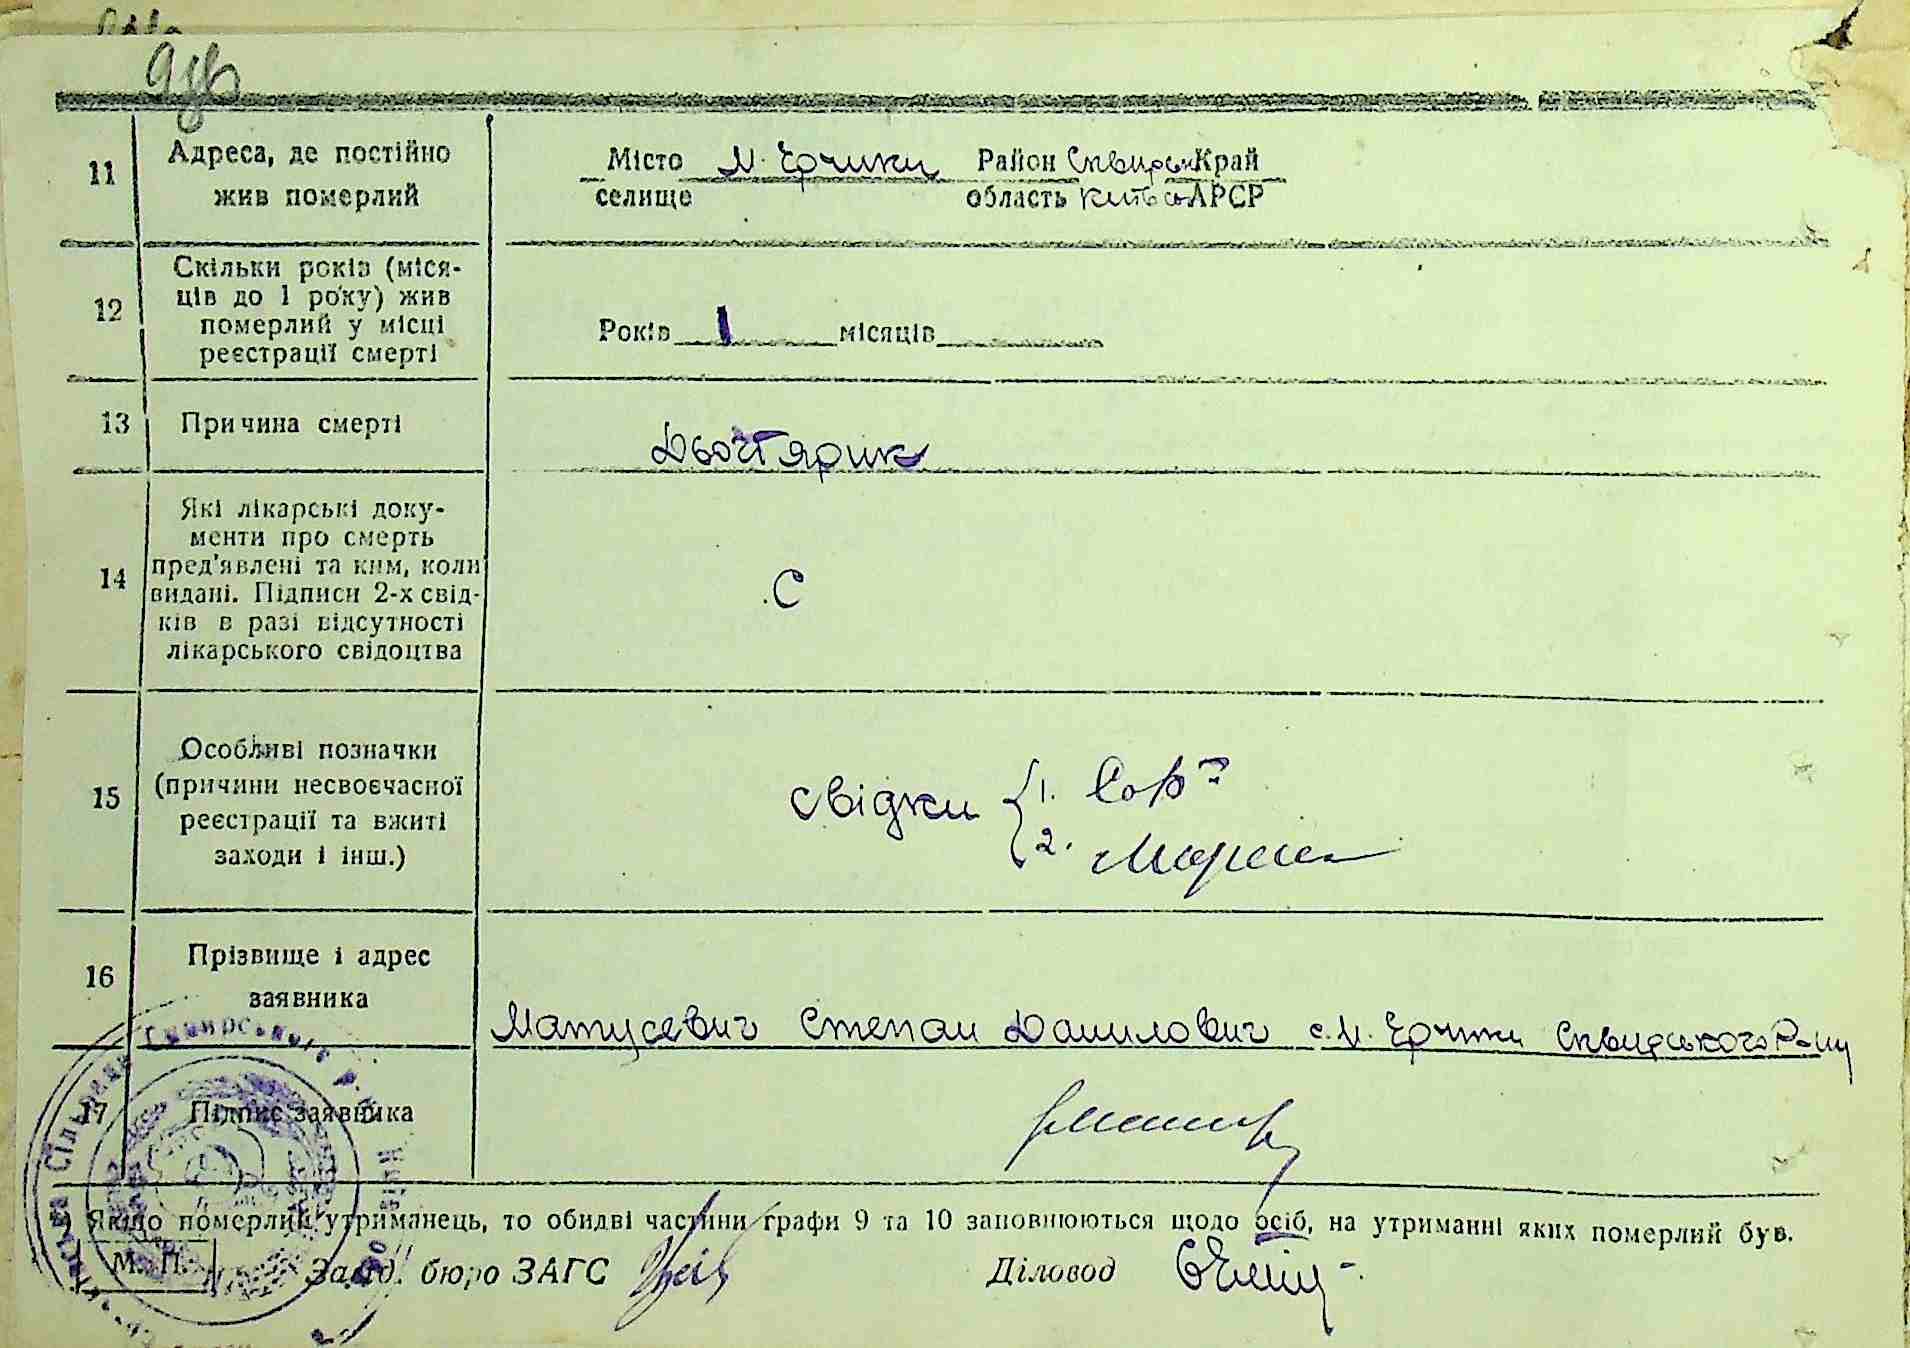 11
Адреса, де постійно
жив померлий
Місто М. Єрчики Район Сквирськ Край
селище область Київсь АРСР
12
Скільки років (міся-
ців до 1 року) жив
померлий у місці
реєстрації смерті
Років 1 місяців
13
Причина смерті
14
Які лікарські доку-
менти про смерть
пред'явлені та ким, коли
видані. Підписи 2-х свід-
ків в разі відсутності
лікарського свідоцтва
С
15
Особливі позначки
(причини несвоєчасної
реєстрації та вжиті
заходи і інш.)
свідки { 1.
2.
16
Прізвище і адрес
заявника
Матусевич Степан Данилович с. М. Єрчики Сквирського Р-ну
17
Підпис заявника
Якщо померлий утриманець, то обидві частини графи 9 та 10 заповнюються щодо осіб, на утриманні яких померлий був.
М. П. Завід. бюро ЗАГС Діловод